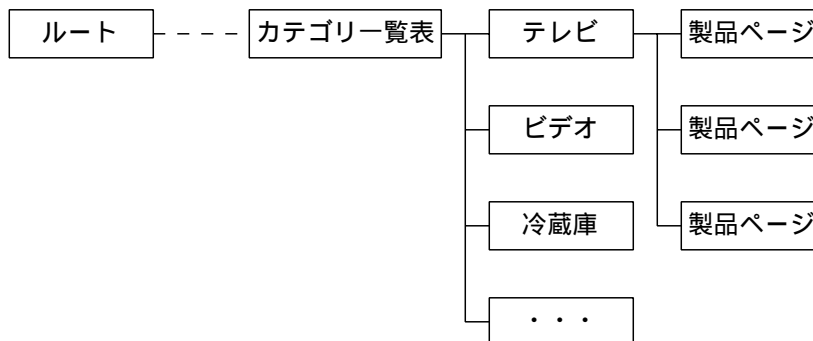 ルート
カテゴリ一覧表
テレビ
製品ページ
ビデオ
製品ページ
冷蔵庫
製品ページ
・・・